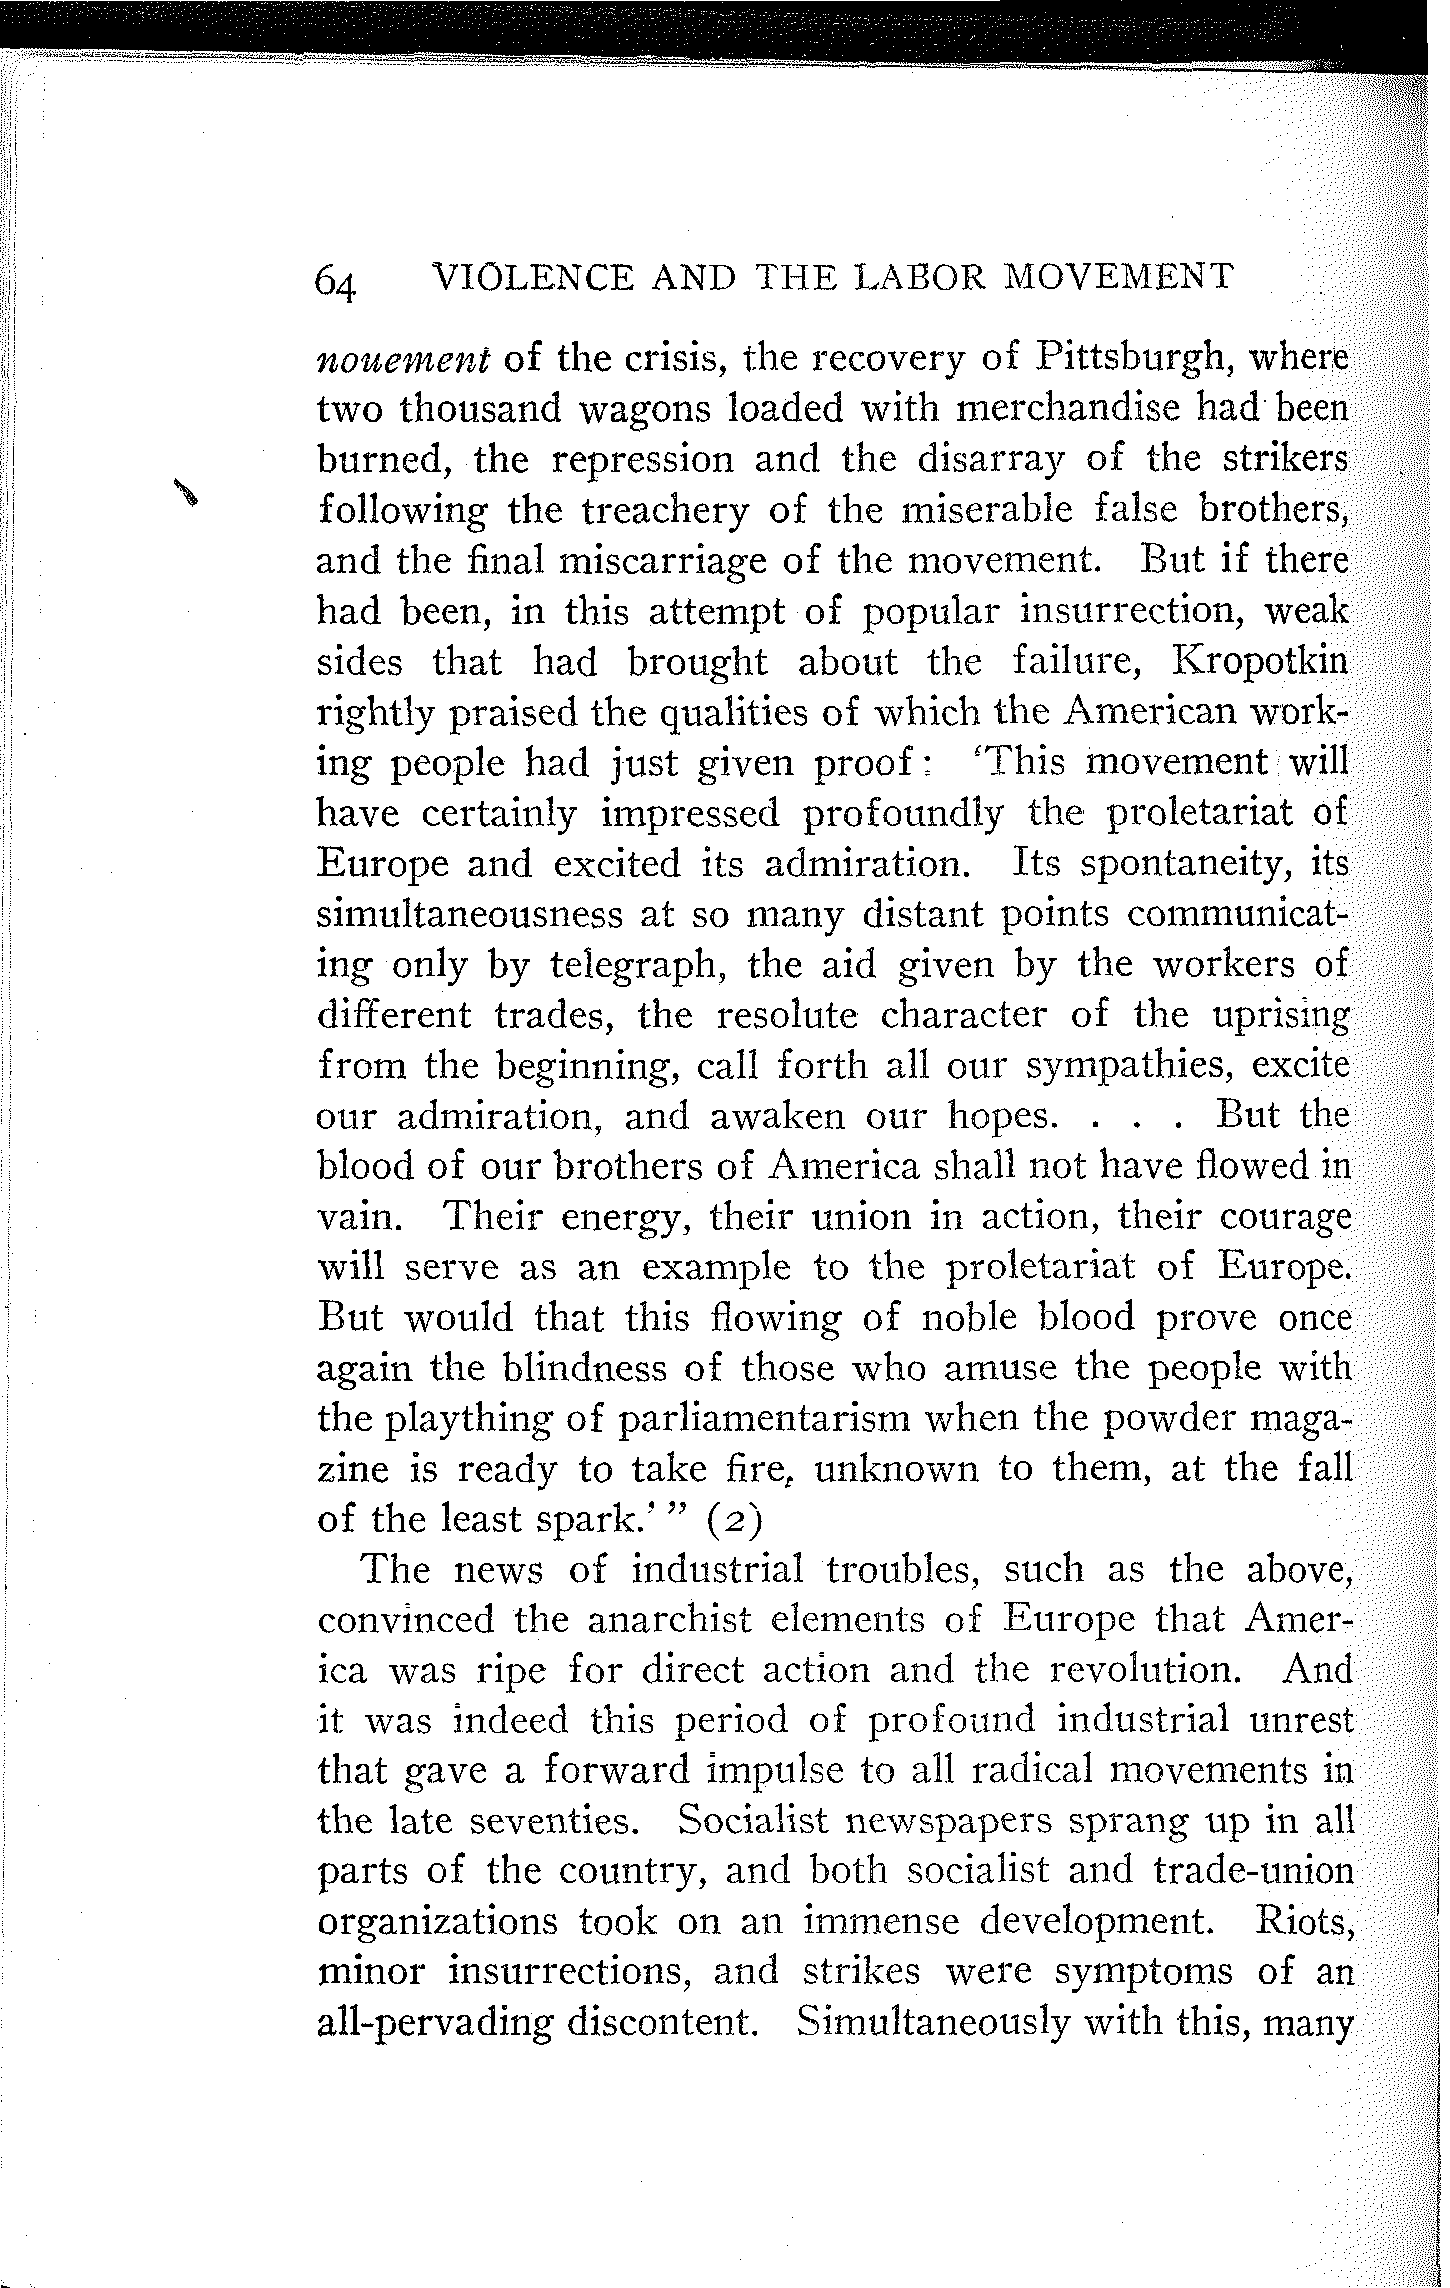 64 VIOLENCE AND THE LABOR MOVEMENT
nouement of the crisis, the recovery of Pittsburgh, where
two thousand wagons loaded with merchandise had been
burned, the repression and the disarray of the strikers
following the treachery of the miserable false brothers,
and the final miscarriage of the movement. But if there
had been, in this attempt of popular insurrection, weak
sides that had brought about the failure, Kropotkin
rightly praised the qualities of which the American work-
ing people had just given proof: 'This movement will
have certainly impressed profoundly the proletariat of
Europe and excited its admiration. Its spontaneity, its
simultaneousness at so many distant points communicat-
ing only by telegraph, the aid given by the workers of
different trades, the resolute character of the uprising
from the beginning, call forth all our sympathies, excite
our admiration, and awaken our hopes. . . . But the
blood of our brothers of America shall not have flowed in
vain. Their energy, their union in action, their courage
will serve as an example to the proletariat of Europe.
But would that this flowing of noble blood prove once
again the blindness of those who amuse the people with
the plaything of parliamentarism when the powder maga-
zine is ready to take fire, unknown to them, at the fall
of the least spark.' " (2)
The news of industrial troubles, such as the above,
convinced the anarchist elements of Europe that Amer-
ica was ripe for direct action and the revolution. And
it was indeed this period of profound industrial unrest
that gave a forward impulse to all radical movements in
the late seventies. Socialist newspapers sprang up in all
parts of the country, and both socialist and trade-union
organizations took on an immense development. Riots,
minor insurrections, and strikes were symptoms of an
all-pervading discontent. Simultaneously with this, many